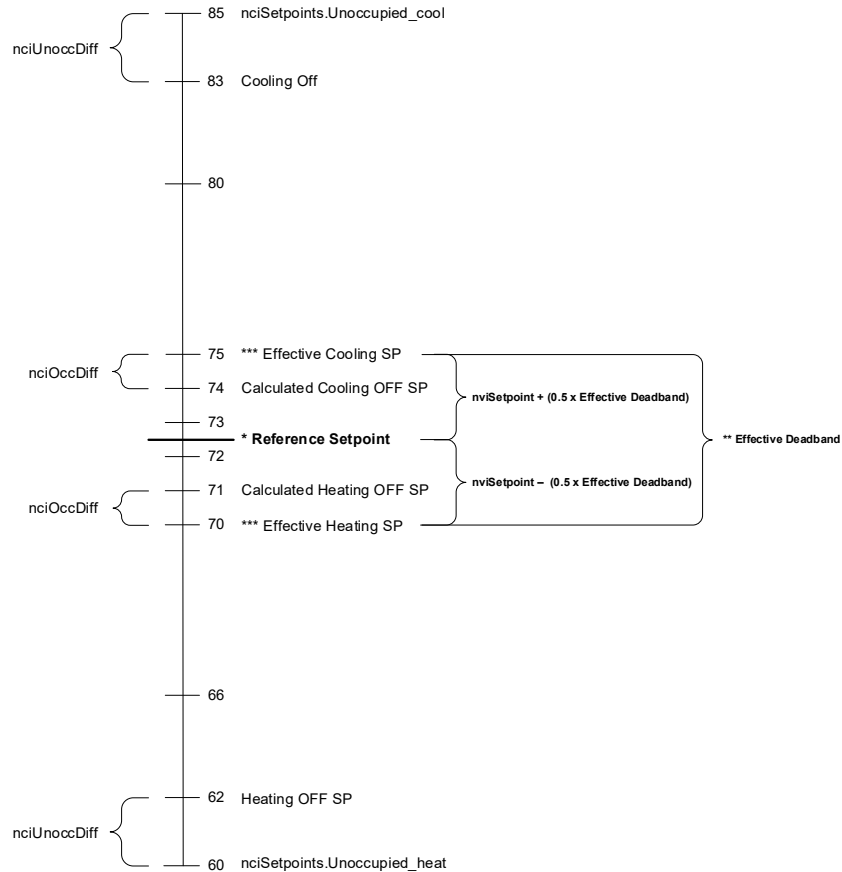 85 nciSetpoints.Unoccupied_cool
nciUnoccDiff
83 Cooling Off
80
75 *** Effective Cooling SP
nciOccDiff
74 Calculated Cooling OFF SP
nviSetpoint + (0.5 x Effective Deadband)
73
* Reference Setpoint
** Effective Deadband
72
nviSetpoint – (0.5 x Effective Deadband)
71 Calculated Heating OFF SP
nciOccDiff
70 *** Effective Heating SP
66
62 Heating OFF SP
nciUnoccDiff
60 nciSetpoints.Unoccupied_heat